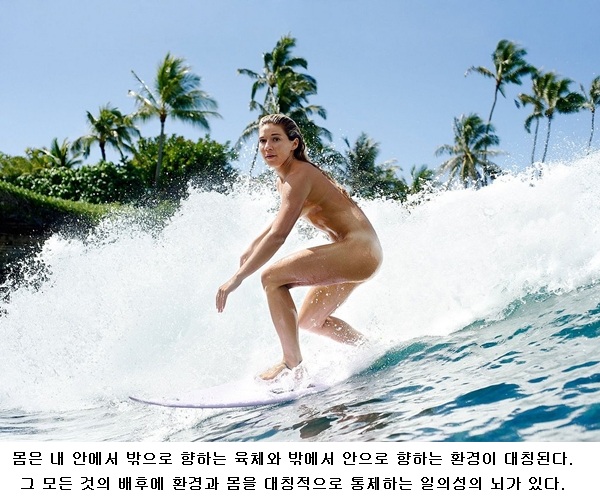 몸은 내 안에서 밖으로 향하는 육체와 밖에서 안으로 향하는 환경이 대칭된다.
그 모든 것의 배후에 환경과 몸을 대칭적으로 통제하는 일의성의 뇌가 있다.